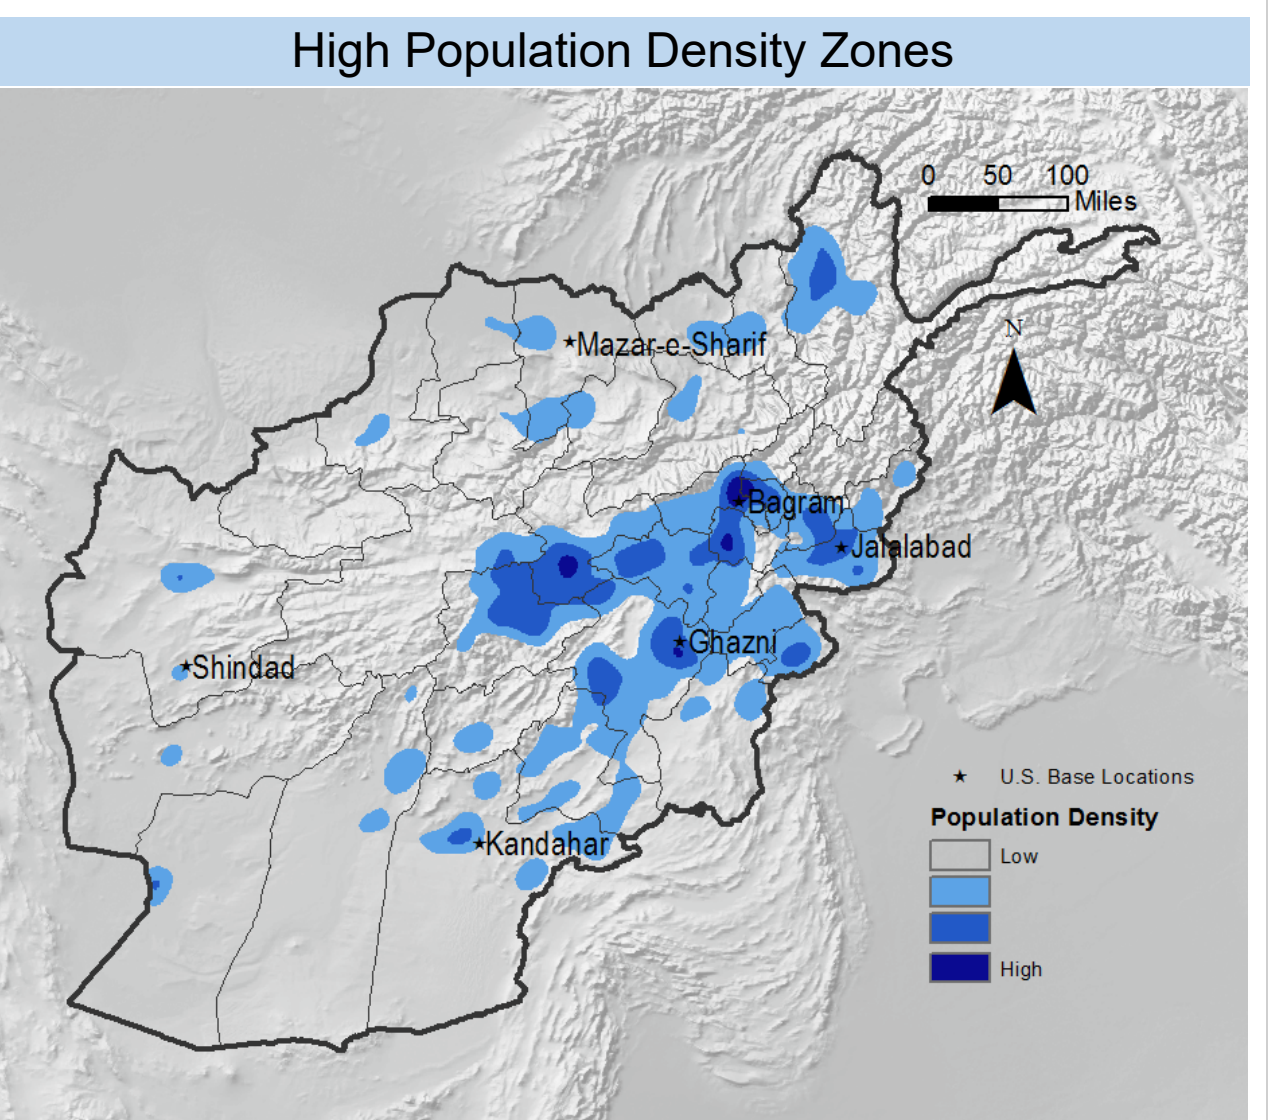 High Population Density Zones
0 50 100
Miles
N
Mazar-e-Sharif
Bagram
Jalalabad
Ghazni
Shindad
Kandahar
U.S. Base Locations
Population Density
Low
High